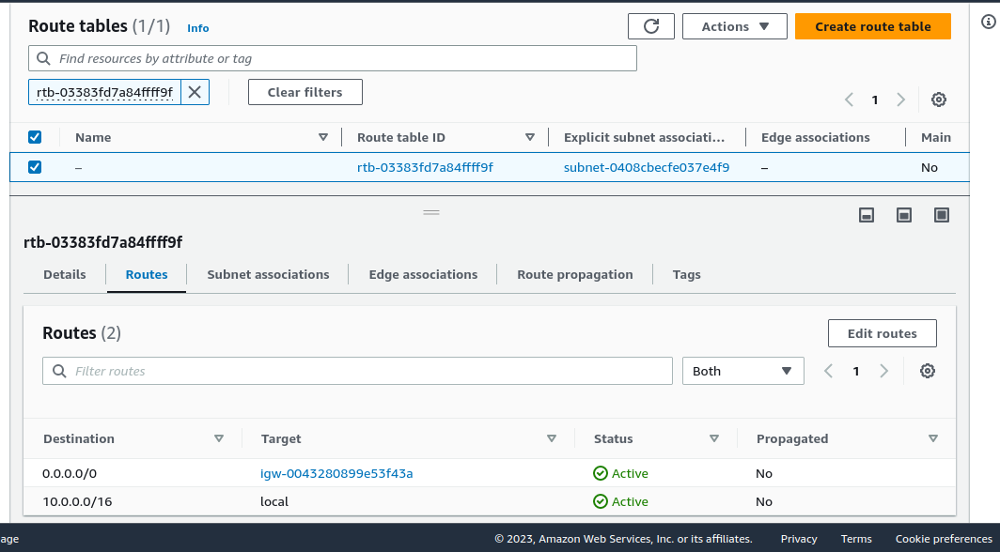 Route tables (1/1) Info Actions Create route table
Find resources by attribute or tag
rtb-03383fd7a84ffff9f Clear filters 1
Name Route table ID Explicit subnet associati... Edge associations Main
– rtb-03383fd7a84ffff9f subnet-0408cbecfe037e4f9 – No
rtb-03383fd7a84ffff9f
Details Routes Subnet associations Edge associations Route propagation Tags
Routes (2) Edit routes
Filter routes Both 1
Destination Target Status Propagated
0.0.0.0/0 igw-0043280899e53f43a Active No
10.0.0.0/16 local Active No
age © 2023, Amazon Web Services, Inc. or its affiliates. Privacy Terms Cookie preferences